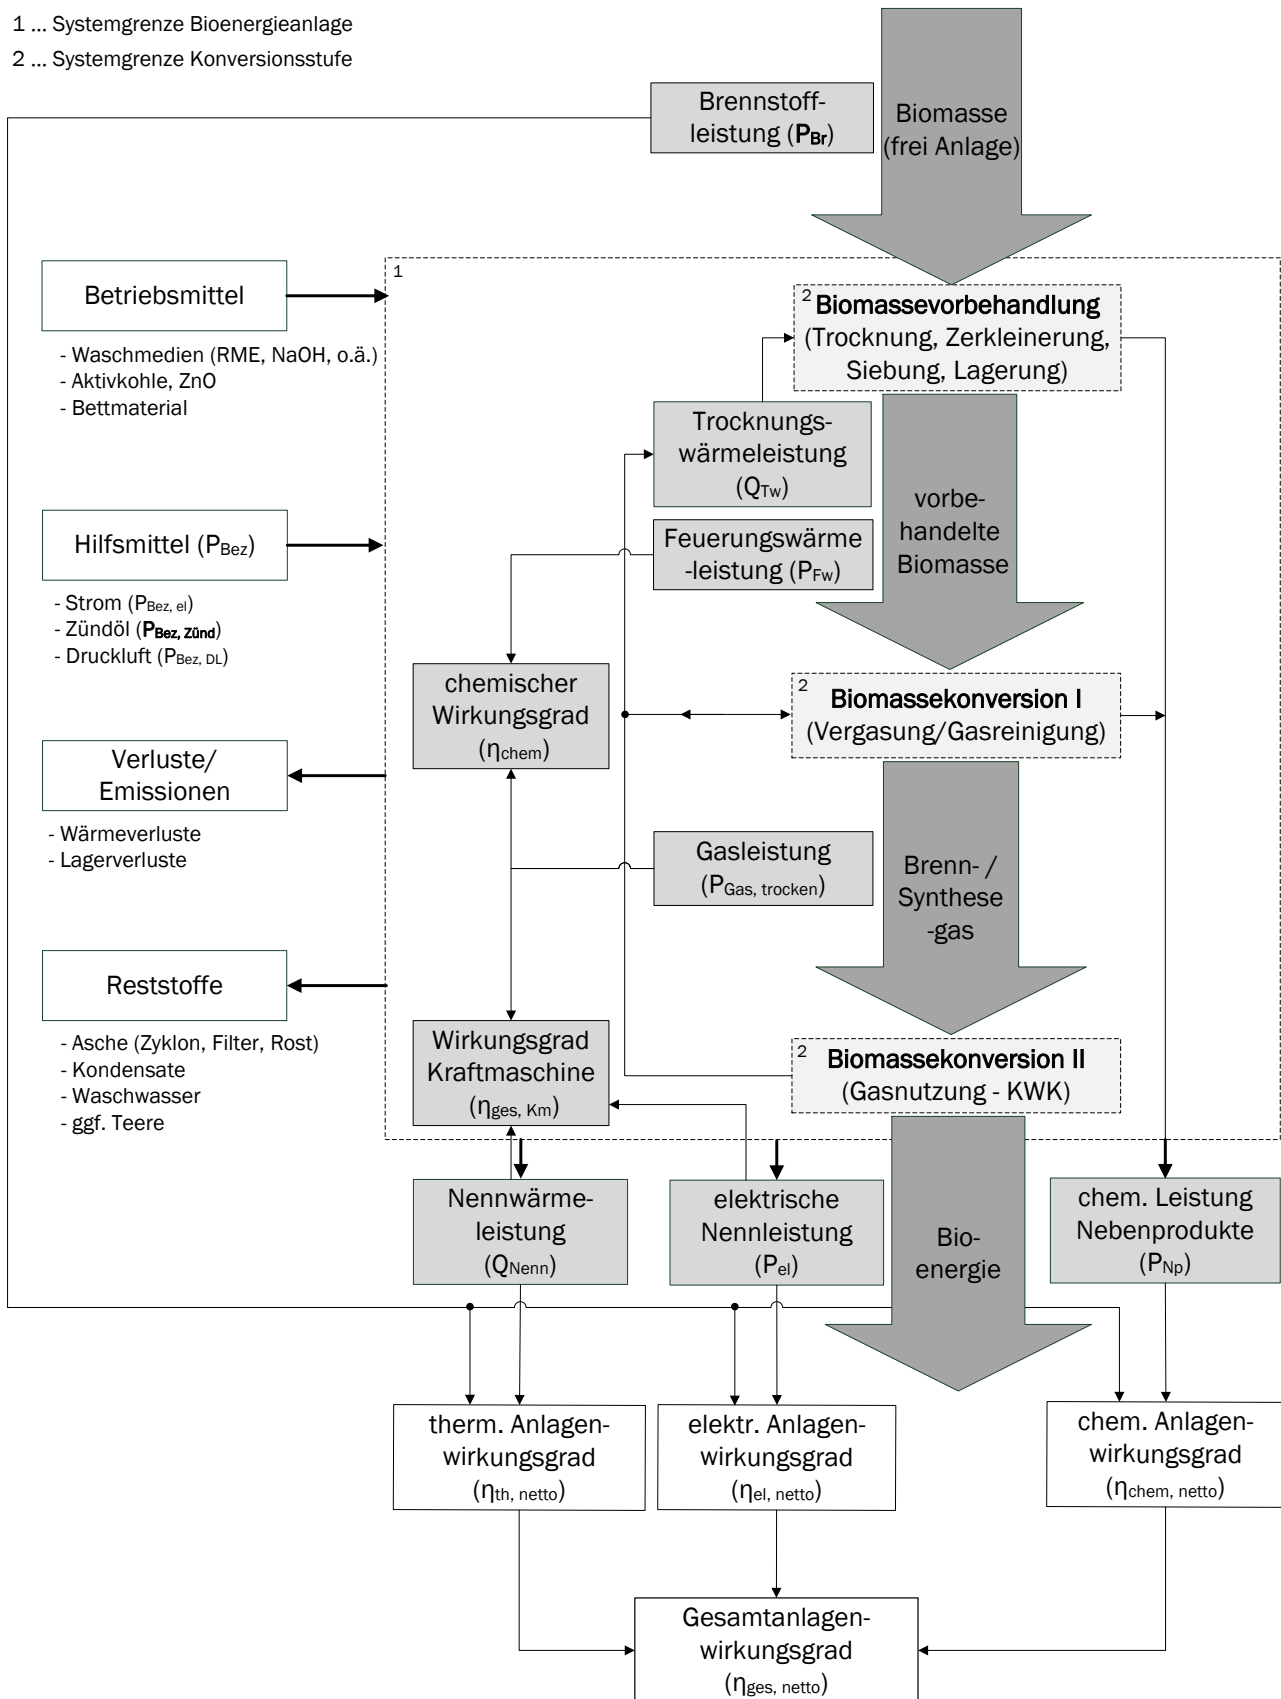 1 ... Systemgrenze Bioenergieanlage
2 ... Systemgrenze Konversionsstufe
Brennstoff-
leistung (PBr)
Biomasse
(frei Anlage)
1
Betriebsmittel
- Waschmedien (RME, NaOH, o.ä.)
- Aktivkohle, ZnO
- Bettmaterial
2
Biomassevorbehandlung
(Trocknung, Zerkleinerung,
Siebung, Lagerung)
Trocknungs-
wärmeleistung
(QTw)
vorbe-
handelte
Biomasse
Hilfsmittel (PBez)
- Strom (PBez, el)
- Zündöl (PBez, Zünd)
- Druckluft (PBez, DL)
Feuerungswärme
-leistung (PFw)
chemischer
Wirkungsgrad
(ηchem)
2
Biomassekonversion I
(Vergasung/Gasreinigung)
Verluste/
Emissionen
- Wärmeverluste
- Lagerverluste
Gasleistung
(PGas, trocken)
Brenn- /
Synthese
-gas
Reststoffe
- Asche (Zyklon, Filter, Rost)
- Kondensate
- Waschwasser
- ggf. Teere
Wirkungsgrad
Kraftmaschine
(ηges, Km)
2
Biomassekonversion II
(Gasnutzung - KWK)
Nennwärme-
leistung
(QNenn)
elektrische
Nennleistung
(Pel)
Bio-
energie
chem. Leistung
Nebenprodukte
(PNp)
therm. Anlagen-
wirkungsgrad
(ηth, netto)
elektr. Anlagen-
wirkungsgrad
(ηel, netto)
chem. Anlagen-
wirkungsgrad
(ηchem, netto)
Gesamtanlagen-
wirkungsgrad
(ηges, netto)